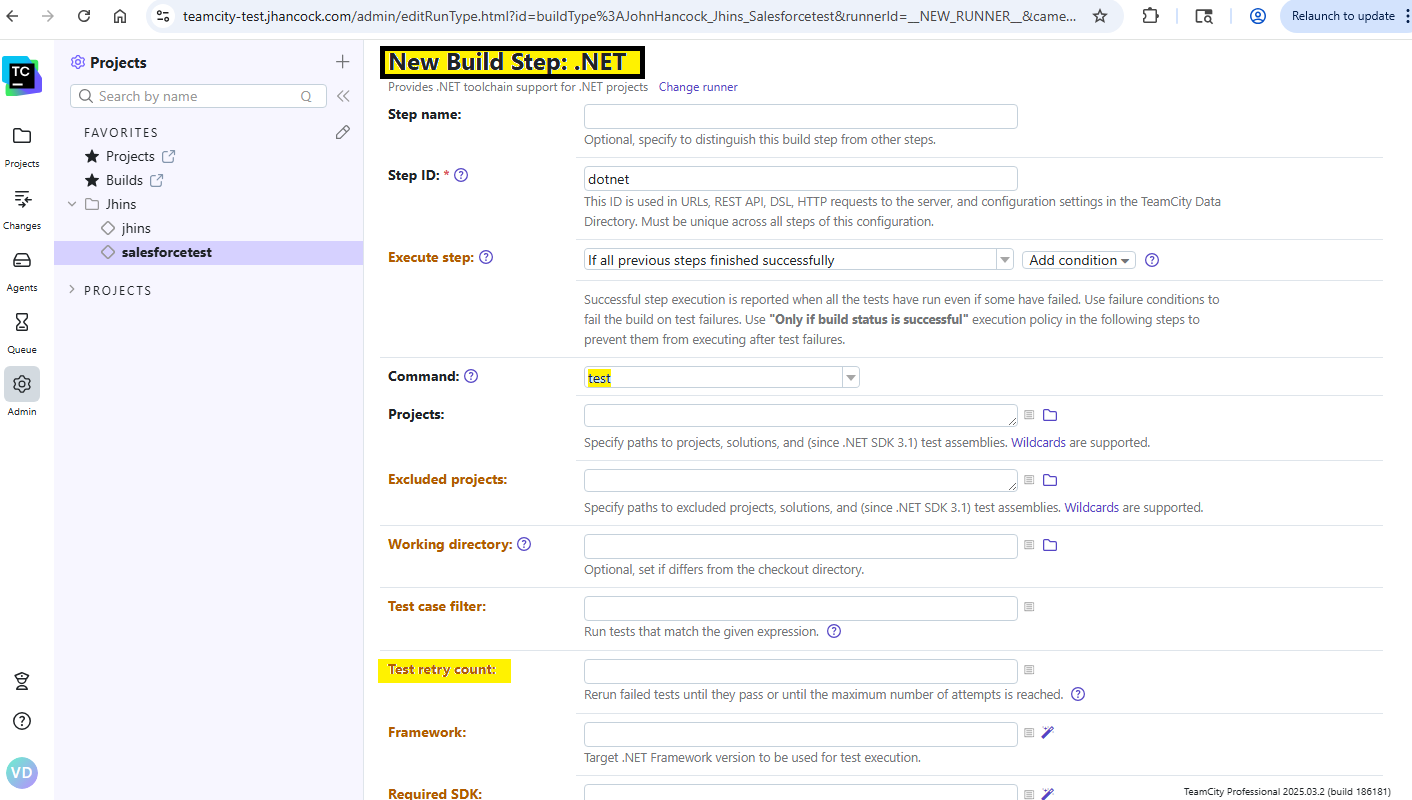 teamcity-test.jhancock.com/admin/editRunType.html?id=buildType%3AJohnHancock_Jhins_Salesforcetest&runnerId=__NEW_RUNNER__&came...
Relaunch to update
TC
Projects
Search by name
Q
FAVORITES
Projects
Builds
Jhins
jhins
salesforcetest
PROJECTS
Projects
Changes
Agents
Queue
Admin
VD
New Build Step: .NET
Provides .NET toolchain support for .NET projects Change runner
Step name:
Optional, specify to distinguish this build step from other steps.
Step ID: * ?
dotnet
This ID is used in URLs, REST API, DSL, HTTP requests to the server, and configuration settings in the TeamCity Data
Directory. Must be unique across all steps of this configuration.
Execute step: ?
If all previous steps finished successfully
Add condition
?
Successful step execution is reported when all the tests have run even if some have failed. Use failure conditions to
fail the build on test failures. Use "Only if build status is successful" execution policy in the following steps to
prevent them from executing after test failures.
Command: ?
test
Projects:
Specify paths to projects, solutions, and (since .NET SDK 3.1) test assemblies. Wildcards are supported.
Excluded projects:
Specify paths to excluded projects, solutions, and (since .NET SDK 3.1) test assemblies. Wildcards are supported.
Working directory: ?
Optional, set if differs from the checkout directory.
Test case filter:
Run tests that match the given expression. ?
Test retry count:
Rerun failed tests until they pass or until the maximum number of attempts is reached. ?
Framework:
Target .NET Framework version to be used for test execution.
Required SDK:
TeamCity Professional 2025.03.2 (build 186181)